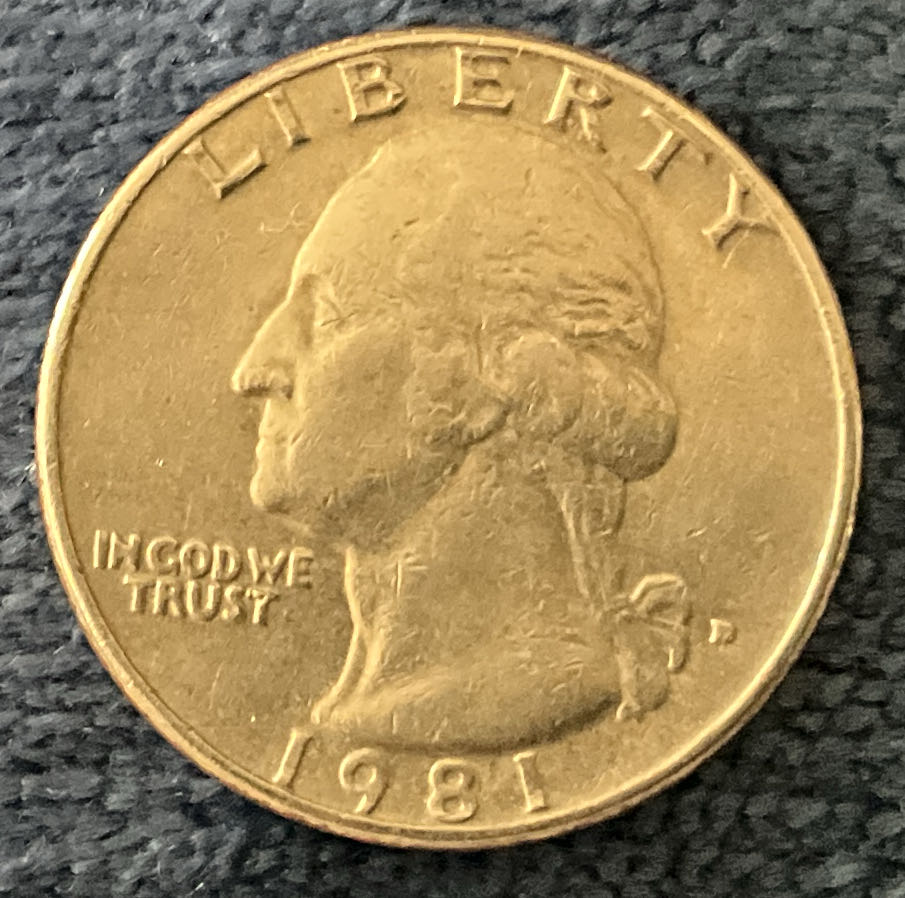 LIBERTY
IN GOD WE
TRUST
1981